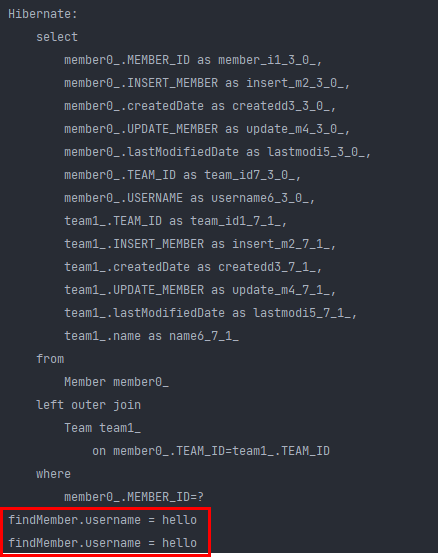 Hibernate:
select
member0_.MEMBER_ID as member_i1_3_0_,
member0_.INSERT_MEMBER as insert_m2_3_0_,
member0_.createdDate as createdd3_3_0_,
member0_.UPDATE_MEMBER as update_m4_3_0_,
member0_.lastModifiedDate as lastmodi5_3_0_,
member0_.TEAM_ID as team_id7_3_0_,
member0_.USERNAME as username6_3_0_,
team1_.TEAM_ID as team_id1_7_1_,
team1_.INSERT_MEMBER as insert_m2_7_1_,
team1_.createdDate as createdd3_7_1_,
team1_.UPDATE_MEMBER as update_m4_7_1_,
team1_.lastModifiedDate as lastmodi5_7_1_,
team1_.name as name6_7_1_
from
Member member0_
left outer join
Team team1_
on member0_.TEAM_ID=team1_.TEAM_ID
where
member0_.MEMBER_ID=?
findMember.username = hello
findMember.username = hello